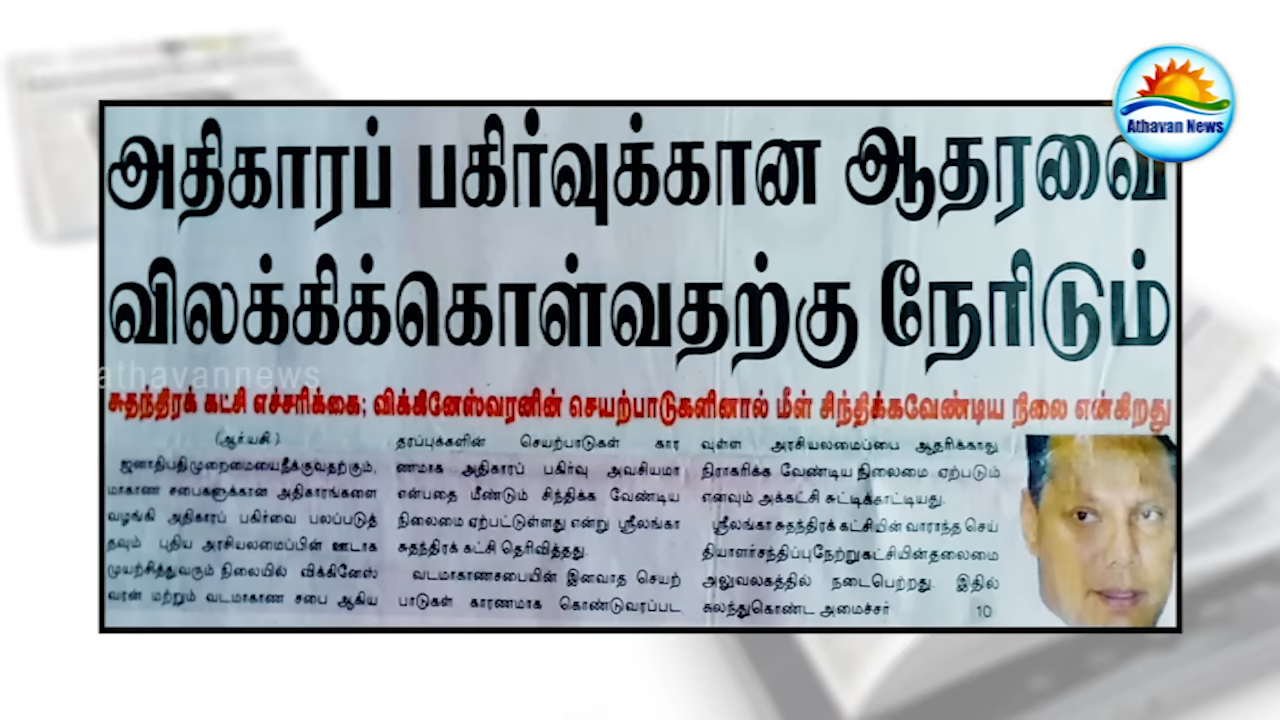 Athavan News
அதிகாரப் பகிர்வுக்கான ஆதரவை
விலக்கிக்கொள்வதற்கு நேரிடும்
athavannews
சுதந்திரக் கட்சி எச்சரிக்கை; விக்கினேஸ்வரனின் செயற்பாடுகளினால் மீள் சிந்திக்கவேண்டிய நிலை என்கிறது
(ஆர்.யசி)
ஜனாதிபதி முறைமையை நீக்குவதற்கும்,
மாகாண சபைகளுக்கான அதிகாரங்களை
வழங்கி அதிகாரப் பகிர்வை பலப்படுத்
தவும் புதிய அரசியலமைப்பின் ஊடாக
முயற்சித்துவரும் நிலையில் விக்கினேஸ்
வரன் மற்றும் வடமாகாண சபை ஆகிய
தரப்புக்களின் செயற்பாடுகள் கார
ணமாக அதிகாரப் பகிர்வு அவசியமா
என்பதை மீண்டும் சிந்திக்க வேண்டிய
நிலைமை ஏற்பட்டுள்ளது என்று ஸ்ரீலங்கா
சுதந்திரக் கட்சி தெரிவித்தது.
வடமாகாணசபையின் இனவாத செயற்
பாடுகள் காரணமாக கொண்டுவரப்பட
வுள்ள அரசியலமைப்பை ஆதரிக்காது
நிராகரிக்க வேண்டிய நிலைமை ஏற்படும்
எனவும் அக்கட்சி சுட்டிக்காட்டியது.
ஸ்ரீலங்கா சுதந்திரக் கட்சியின் வாராந்த செய்
தியாளர் சந்திப்பு நேற்று கட்சியின் தலைமை
அலுவலகத்தில் நடைபெற்றது. இதில்
கலந்துகொண்ட அமைச்சர் 10